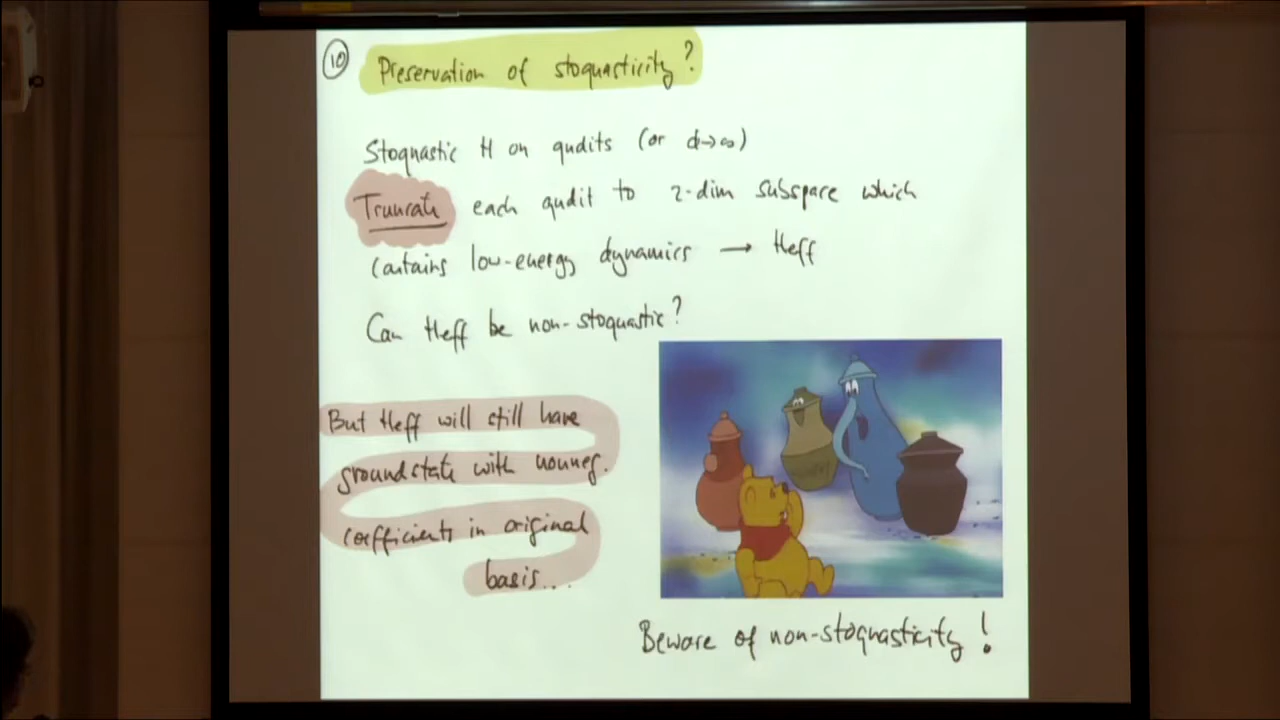 10
Preservation of stoquasticity?
Stoquastic H on qudits (or d→∞)
Truncate each qudit to 2-dim subspace which
contains low-energy dynamics → Heff
Can Heff be non-stoquastic?
But Heff will still have
groundstate with nonneg.
coefficients in original
basis...
Beware of non-stoquasticity!